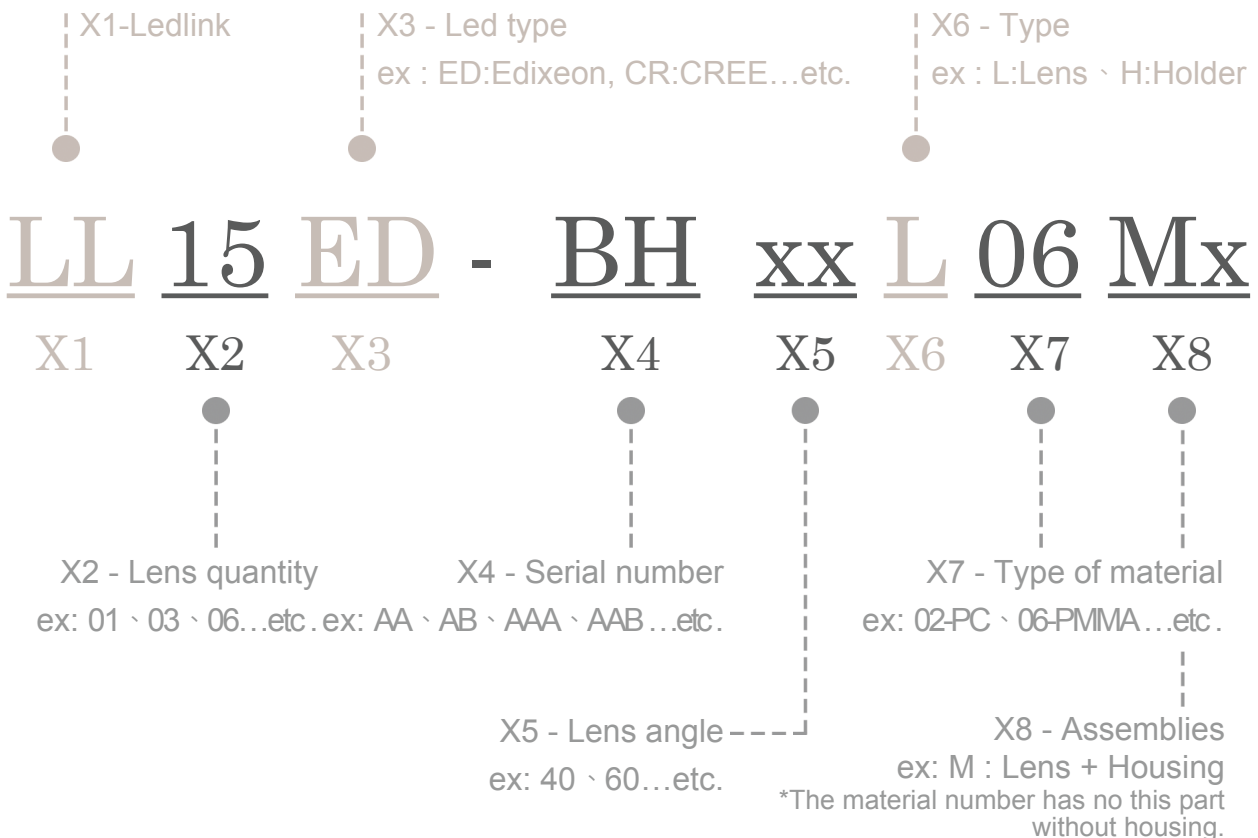 X1-Ledlink
X3 - Led type
ex : ED:Edixeon, CR:CREE…etc.
X6 - Type
ex : L:Lens、H:Holder
LL 15 ED - BH xx L 06 Mx
X1 X2 X3 X4 X5 X6 X7 X8
X2 - Lens quantity
ex: 01、03、06…etc.
X4 - Serial number
ex: AA、AB、AAA、AAB…etc.
X7 - Type of material
ex: 02-PC、06-PMMA…etc.
X5 - Lens angle
ex: 40、60…etc.
X8 - Assemblies
ex: M : Lens + Housing
*The material number has no this part
without housing.